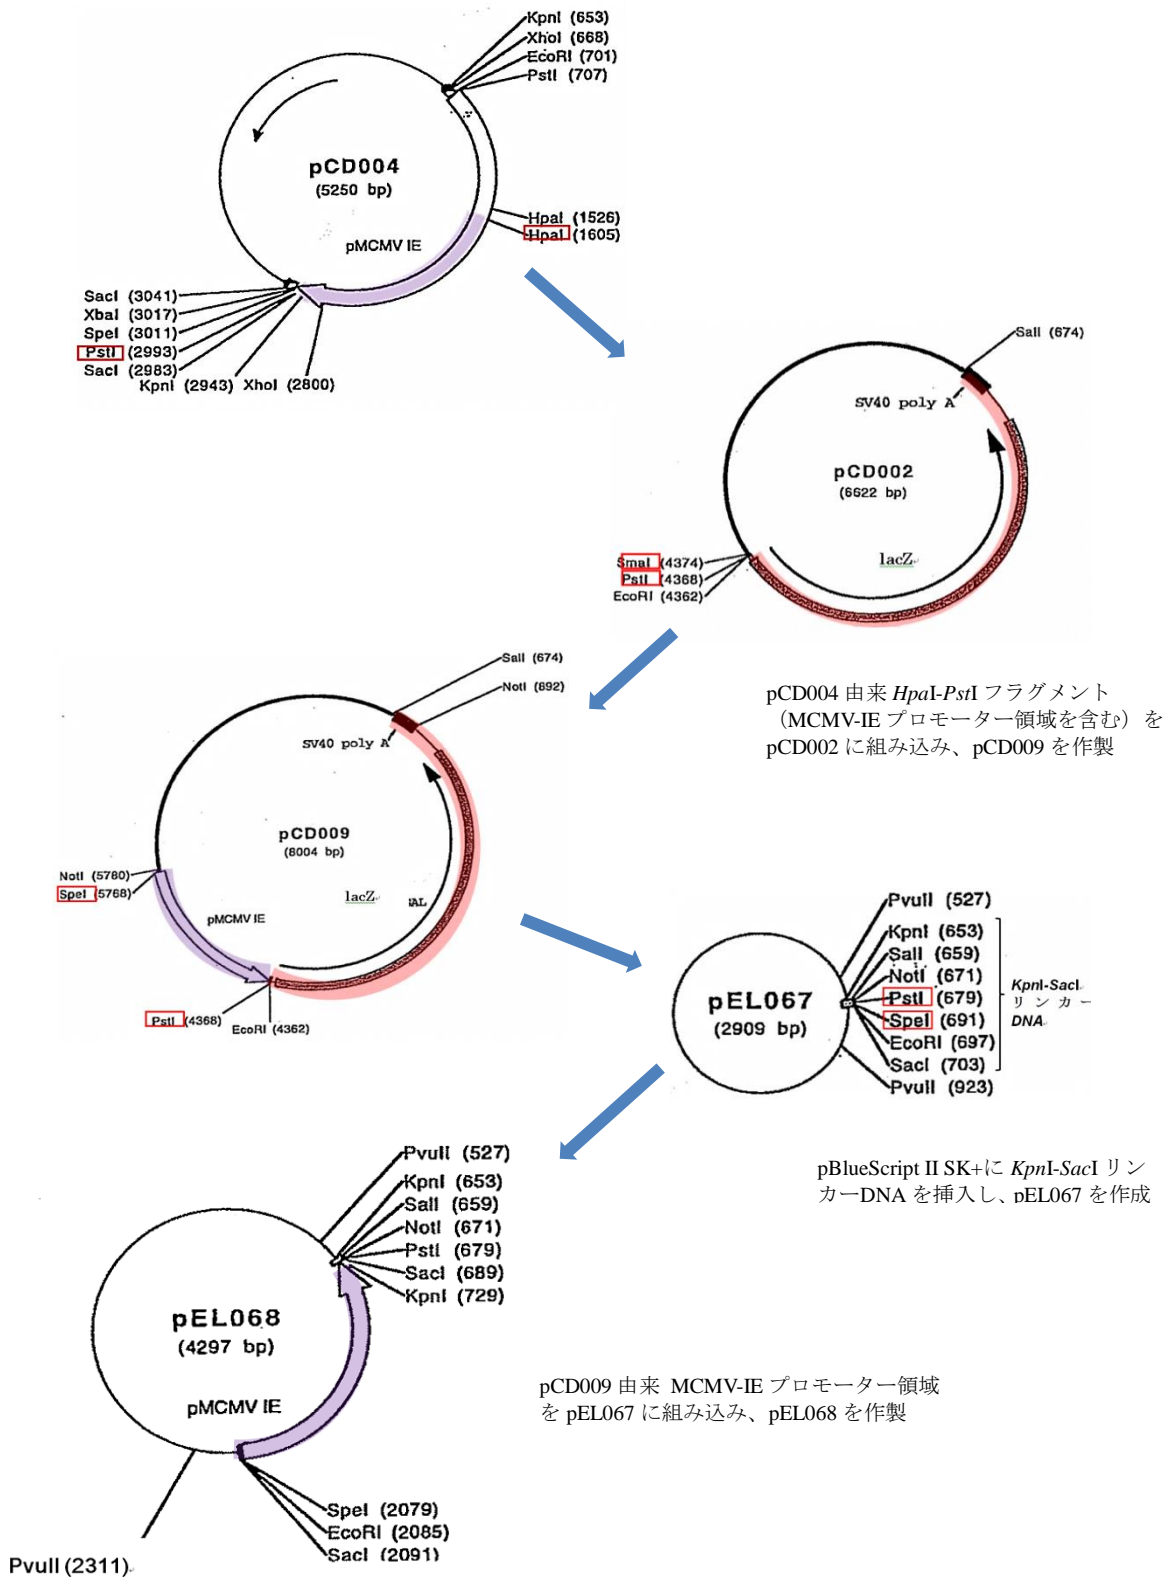 KpnI (653)
XhoI (668)
EcoRI (701)
PstI (707)
pCD004
(5250 bp)
HpaI (1526)
HpaI (1605)
pMCMV IE
SacI (3041)
XbaI (3017)
SpeI (3011)
PstI (2993)
SacI (2983)
KpnI (2943) XhoI (2800)
SalI (674)
SV40 poly A
pCD002
(6622 bp)
lacZ
SmaI (4374)
PstI (4368)
EcoRI (4362)
pCD004 由来 HpaI-PstI フラグメント
（MCMV-IE プロモーター領域を含む）を
pCD002 に組み込み、pCD009 を作製
SalI (674)
NotI (892)
SV40 poly A
pCD009
(8004 bp)
NotI (5780)
SpeI (5768)
lacZ
IAL
pMCMV IE
PstI (4368)
EcoRI (4362)
PvuII (527)
KpnI (653)
SalI (659)
NotI (671)
PstI (679)
SpeI (691)
EcoRI (697)
SacI (703)
PvuII (923)
KpnI-SacI
リンカー
DNA
pEL067
(2909 bp)
pBlueScript II SK+に KpnI-SacI リン
カーDNA を挿入し、pEL067 を作成
PvuII (527)
KpnI (653)
SalI (659)
NotI (671)
PstI (679)
SacI (689)
KpnI (729)
pEL068
(4297 bp)
pMCMV IE
pCD009 由来 MCMV-IE プロモーター領域
を pEL067 に組み込み、pEL068 を作製
SpeI (2079)
EcoRI (2085)
SacI (2091)
PvuII (2311)